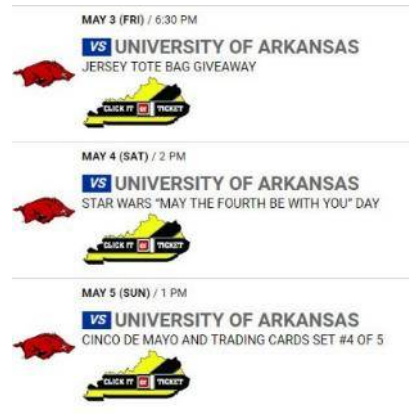 MAY 3 (FRI) / 6:30 PM
VS UNIVERSITY OF ARKANSAS
JERSEY TOTE BAG GIVEAWAY
CLICK IT OR TICKET
MAY 4 (SAT) / 2 PM
VS UNIVERSITY OF ARKANSAS
STAR WARS “MAY THE FOURTH BE WITH YOU” DAY
CLICK IT OR TICKET
MAY 5 (SUN) / 1 PM
VS UNIVERSITY OF ARKANSAS
CINCO DE MAYO AND TRADING CARDS SET #4 OF 5
CLICK IT OR TICKET